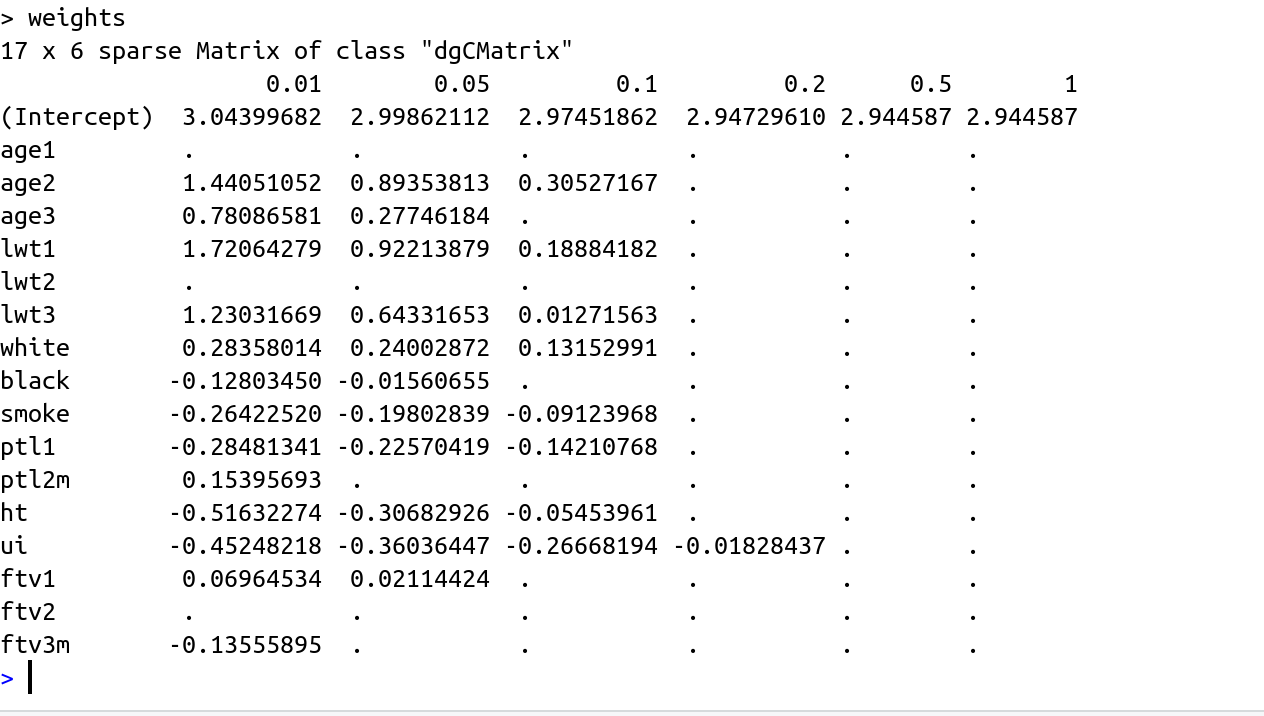 > weights
17 x 6 sparse Matrix of class "dgCMatrix"
                   0.01        0.05         0.1         0.2      0.5        1
(Intercept)  3.04399682  2.99862112  2.97451862  2.94729610 2.944587 2.944587
age1         .           .           .           .          .        .
age2         1.44051052  0.89353813  0.30527167  .          .        .
age3         0.78086581  0.27746184  .           .          .        .
lwt1         1.72064279  0.92213879  0.18884182  .          .        .
lwt2         .           .           .           .          .        .
lwt3         1.23031669  0.64331653  0.01271563  .          .        .
white        0.28358014  0.24002872  0.13152991  .          .        .
black       -0.12803450 -0.01560655  .           .          .        .
smoke       -0.26422520 -0.19802839 -0.09123968  .          .        .
ptl1        -0.28481341 -0.22570419 -0.14210768  .          .        .
ptl2m        0.15395693  .           .           .          .        .
ht          -0.51632274 -0.30682926 -0.05453961  .          .        .
ui          -0.45248218 -0.36036447 -0.26668194 -0.01828437 .        .
ftv1         0.06964534  0.02114424  .           .          .        .
ftv2         .           .           .           .          .        .
ftv3m       -0.13555895  .           .           .          .        .
>